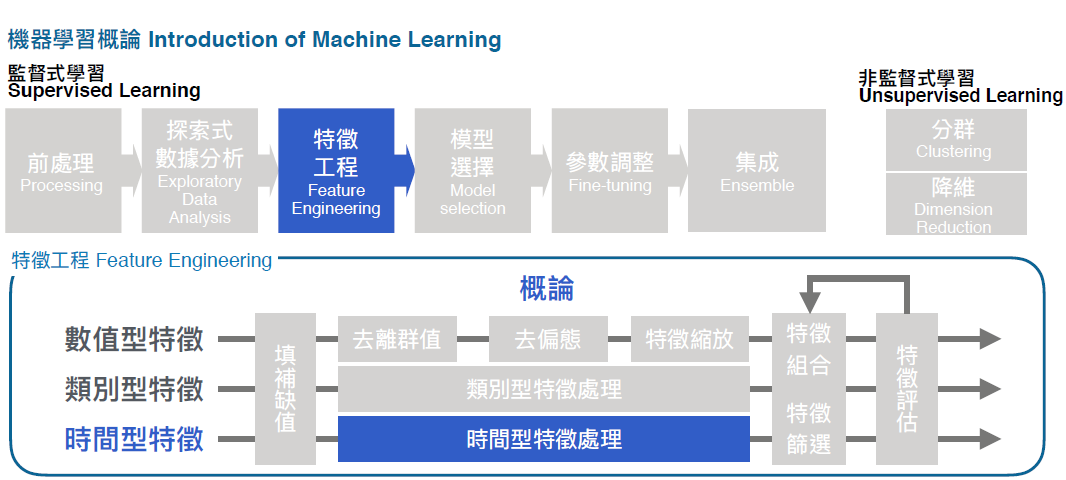 機器學習概論 Introduction of Machine Learning
監督式學習
Supervised Learning
前處理
Processing
探索式
數據分析
Exploratory
Data
Analysis
特徵
工程
Feature
Engineering
模型
選擇
Model
selection
參數調整
Fine-tuning
集成
Ensemble
非監督式學習
Unsupervised Learning
分群
Clustering
降維
Dimension
Reduction
特徵工程 Feature Engineering
概論
數值型特徵
類別型特徵
時間型特徵
填補缺值
去離群值
去偏態
特徵縮放
類別型特徵處理
時間型特徵處理
特徵
組合
特徵
篩選
特徵評估